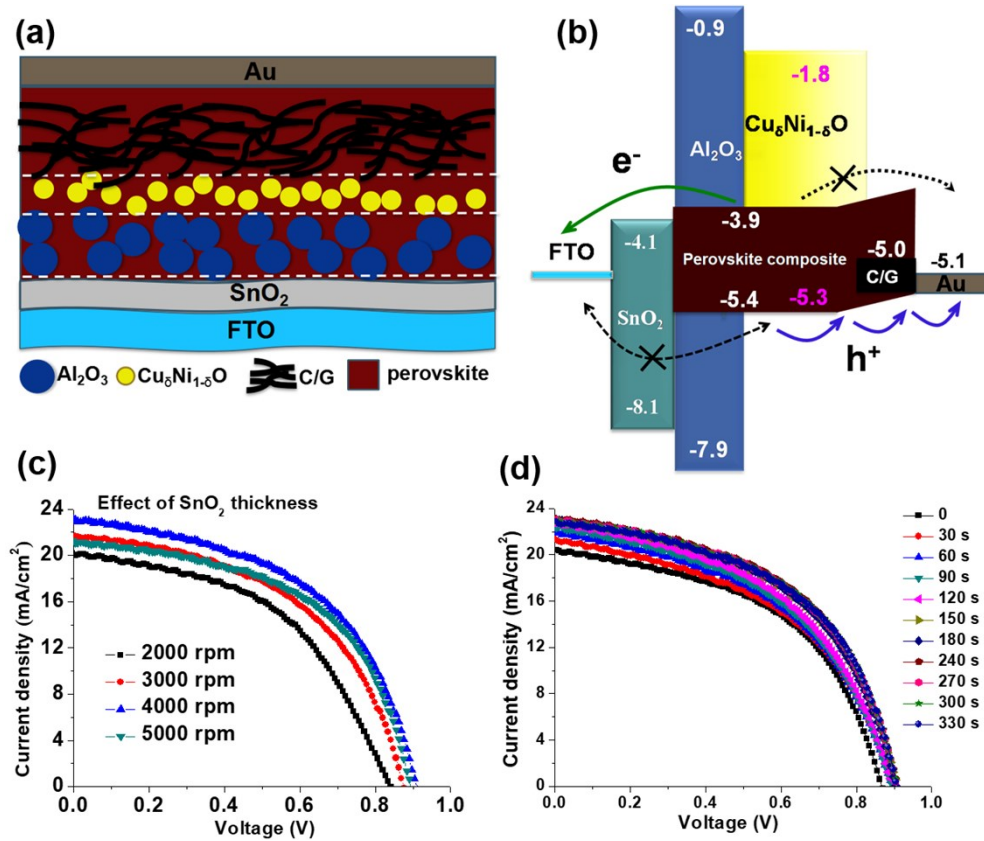 (a)
Au
SnO₂
FTO
Al₂O₃
CuδNi1-δO
C/G
perovskite
(b)
-0.9
-1.8
CuδNi1-δO
Al₂O₃
e-
FTO
-4.1
-3.9
Perovskite composite
-5.0
C/G
-5.1
Au
-5.4
-5.3
SnO₂
h+
-8.1
-7.9
(c)
Effect of SnO₂ thickness
24
20
16
12
8
4
0
Current density (mA/cm²)
2000 rpm
3000 rpm
4000 rpm
5000 rpm
0.0 0.2 0.4 0.6 0.8 1.0
Voltage (V)
(d)
24
20
16
12
8
4
0
Current density (mA/cm²)
0
30 s
60 s
90 s
120 s
150 s
180 s
240 s
270 s
300 s
330 s
0.0 0.2 0.4 0.6 0.8 1.0
Voltage (V)